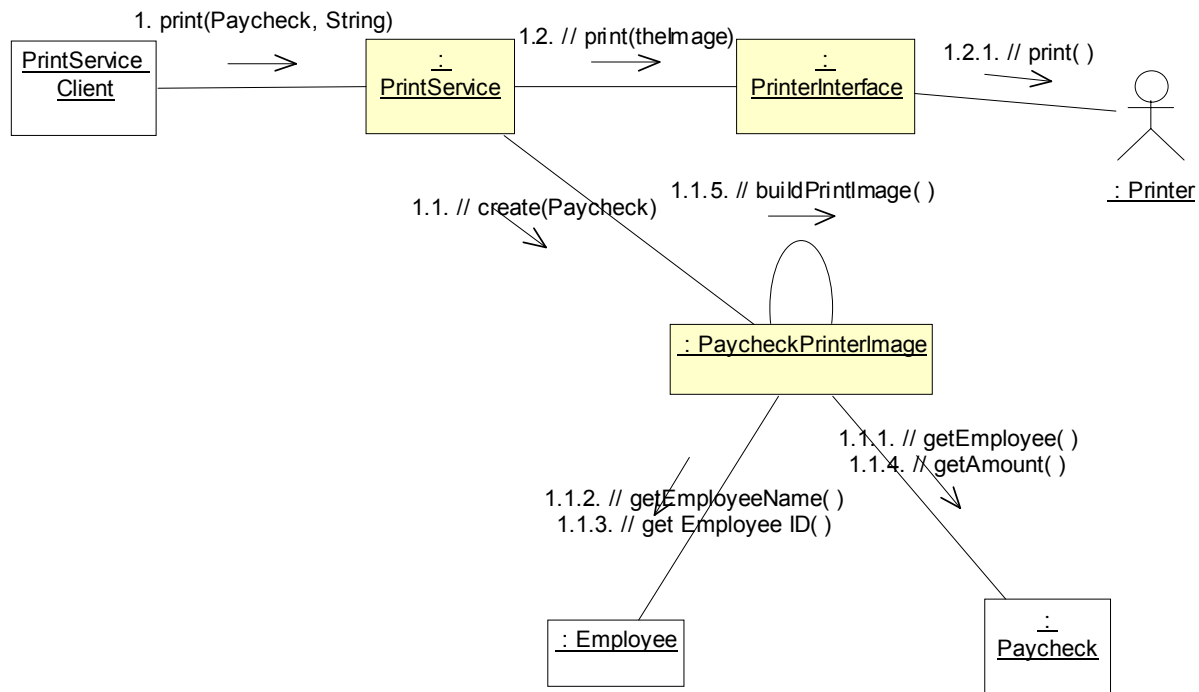 1. print(Paycheck, String)
PrintService
Client
:
PrintService
1.2. // print(theImage)
:
PrinterInterface
1.2.1. // print( )
: Printer
1.1. // create(Paycheck)
1.1.5. // buildPrintImage( )
: PaycheckPrinterImage
1.1.1. // getEmployee( )
1.1.4. // getAmount( )
1.1.2. // getEmployeeName( )
1.1.3. // get Employee ID( )
: Employee
:
Paycheck